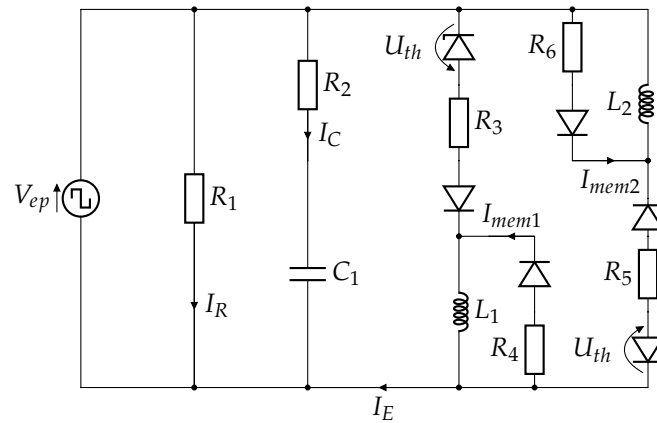 U_th
R_6
R_2
L_2
I_C
R_3
V_ep
R_1
I_mem1
I_mem2
C_1
R_5
I_R
L_1
R_4
U_th
I_E